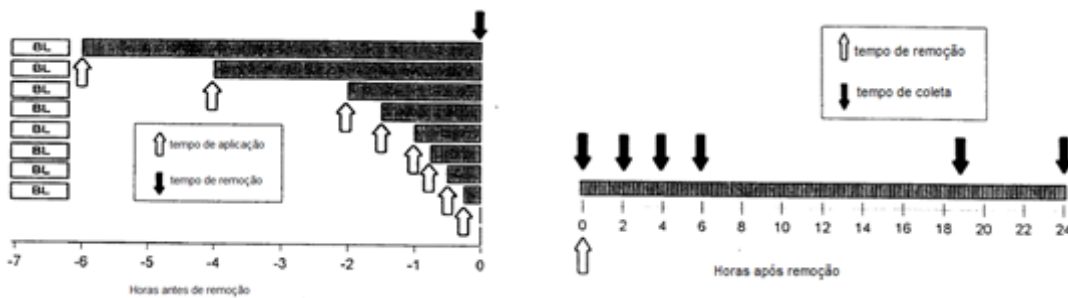 BL
BL
BL
BL
BL
BL
BL
BL
tempo de aplicação
tempo de remoção
-7 -6 -5 -4 -3 -2 -1 0
Horas antes de remoção
tempo de remoção
tempo de coleta
0 2 4 6 8 10 12 14 16 18 20 22 24
Horas após remoção